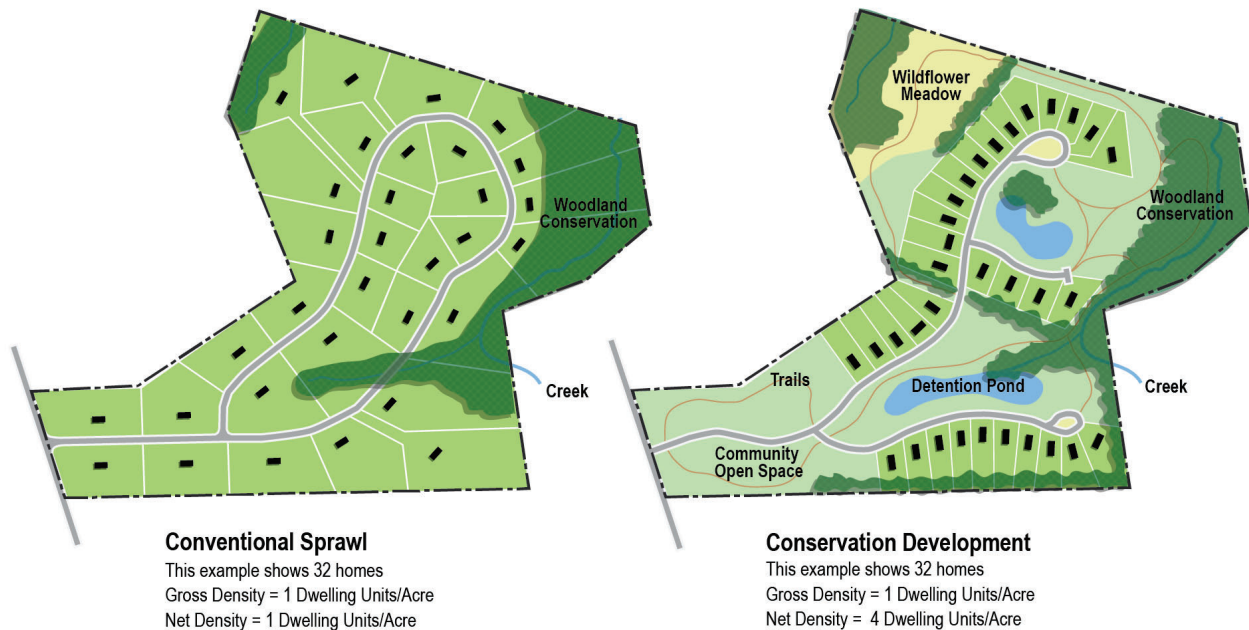 Woodland
Conservation
Creek
Conventional Sprawl
This example shows 32 homes
Gross Density = 1 Dwelling Units/Acre
Net Density = 1 Dwelling Units/Acre
Wildflower
Meadow
Woodland
Conservation
Trails
Detention Pond
Creek
Community
Open Space
Conservation Development
This example shows 32 homes
Gross Density = 1 Dwelling Units/Acre
Net Density =  4 Dwelling Units/Acre